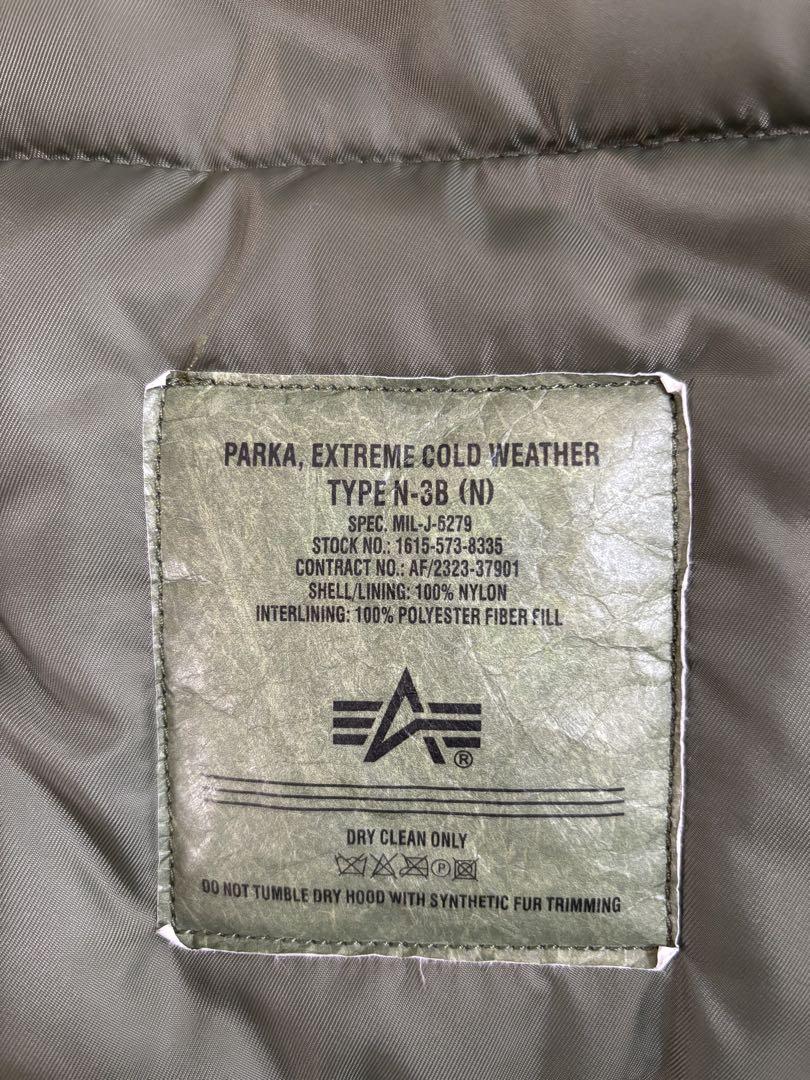 PARKA, EXTREME COLD WEATHER
TYPE N-3B (N)
SPEC. MIL-J-6279
STOCK NO.: 1615-573-8335
CONTRACT NO.: AF/2323-37901
SHELL/LINING: 100% NYLON
INTERLINING: 100% POLYESTER FIBER FILL
®
DRY CLEAN ONLY
P
DO NOT TUMBLE DRY HOOD WITH SYNTHETIC FUR TRIMMING